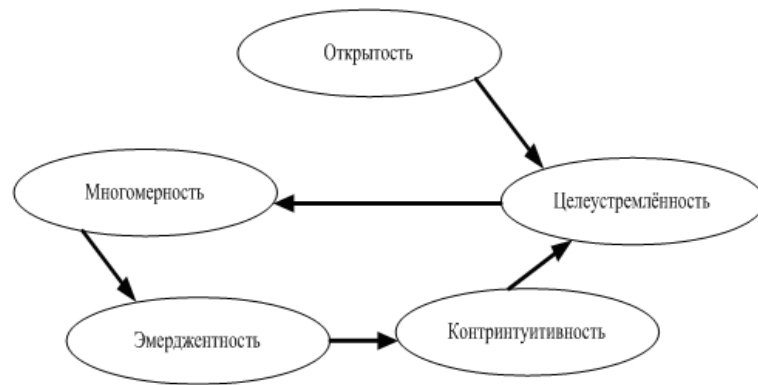 Открытость
Многомерность
Целеустремлённость
Эмерджентность
Контринтуитивность